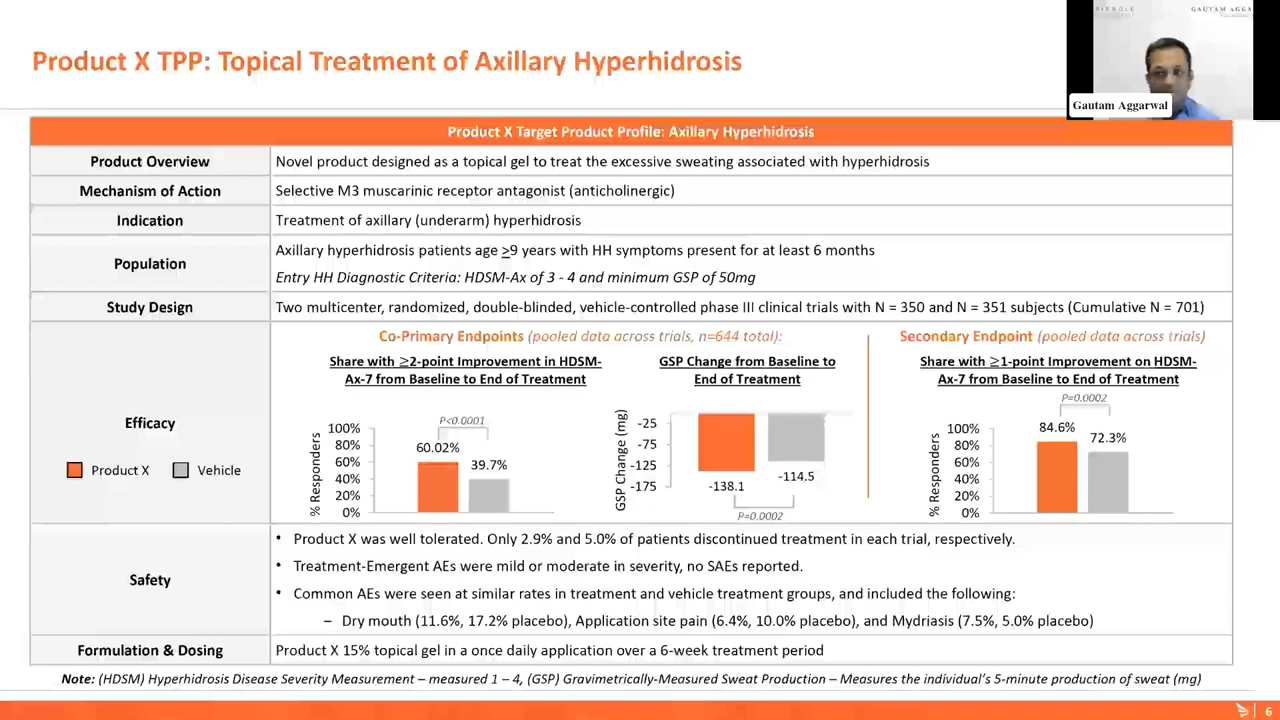 Product X TPP: Topical Treatment of Axillary Hyperhidrosis
GAUTAM AGGA
Gautam Aggarwal
Product X Target Product Profile: Axillary Hyperhidrosis
Product Overview
Novel product designed as a topical gel to treat the excessive sweating associated with hyperhidrosis
Mechanism of Action
Selective M3 muscarinic receptor antagonist (anticholinergic)
Indication
Treatment of axillary (underarm) hyperhidrosis
Population
Axillary hyperhidrosis patients age ≥9 years with HH symptoms present for at least 6 months
Entry HH Diagnostic Criteria: HDSM-Ax of 3 - 4 and minimum GSP of 50mg
Study Design
Two multicenter, randomized, double-blinded, vehicle-controlled phase III clinical trials with N = 350 and N = 351 subjects (Cumulative N = 701)
Efficacy
Product X
Vehicle
Co-Primary Endpoints (pooled data across trials, n=644 total):
Share with ≥2-point Improvement in HDSM-
Ax-7 from Baseline to End of Treatment
P<0.0001
% Responders
100%
80%
60%
40%
20%
0%
60.02%
39.7%
GSP Change from Baseline to
End of Treatment
GSP Change (mg)
-25
-75
-125
-175
-138.1
-114.5
P=0.0002
Secondary Endpoint (pooled data across trials)
Share with ≥1-point Improvement on HDSM-
Ax-7 from Baseline to End of Treatment
P=0.0002
% Responders
100%
80%
60%
40%
20%
0%
84.6%
72.3%
Safety
• Product X was well tolerated. Only 2.9% and 5.0% of patients discontinued treatment in each trial, respectively.
• Treatment-Emergent AEs were mild or moderate in severity, no SAEs reported.
• Common AEs were seen at similar rates in treatment and vehicle treatment groups, and included the following:
– Dry mouth (11.6%, 17.2% placebo), Application site pain (6.4%, 10.0% placebo), and Mydriasis (7.5%, 5.0% placebo)
Formulation & Dosing
Product X 15% topical gel in a once daily application over a 6-week treatment period
Note: (HDSM) Hyperhidrosis Disease Severity Measurement – measured 1 – 4, (GSP) Gravimetrically-Measured Sweat Production – Measures the individual's 5-minute production of sweat (mg)
6